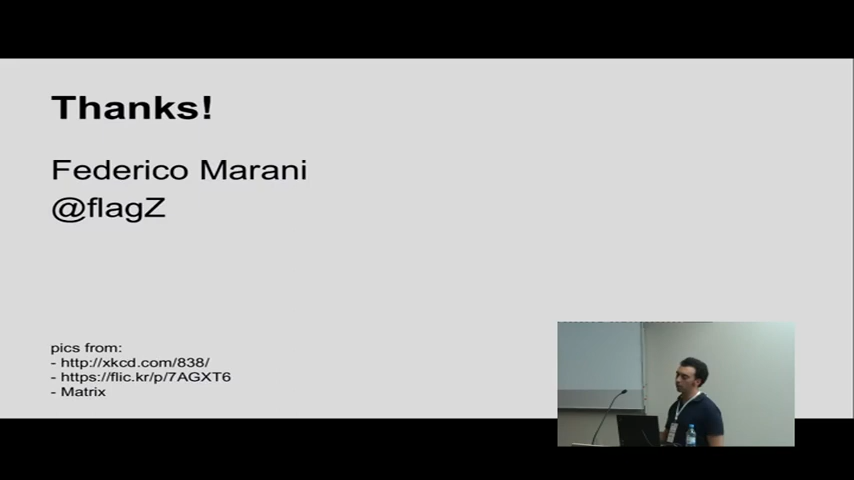 Thanks!
Federico Marani
@flagZ
pics from:
- http://xkcd.com/838/
- https://flic.kr/p/7AGXT6
- Matrix